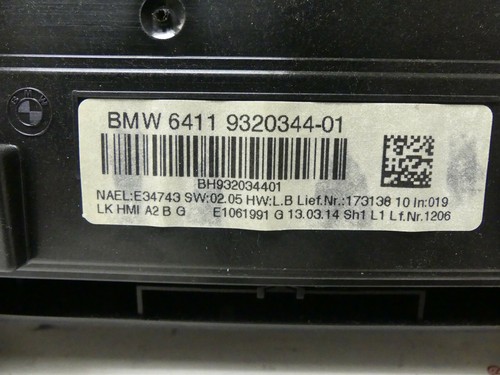 BMW 6411 9320344-01
BH932034401
NAEL:E34743 SW:02.05 HW:L.B Lief.Nr.:173138 10 In:019
LK HMI A2 B G E1061991 G 13.03.14 Sh1 L1 Lf.Nr.1206